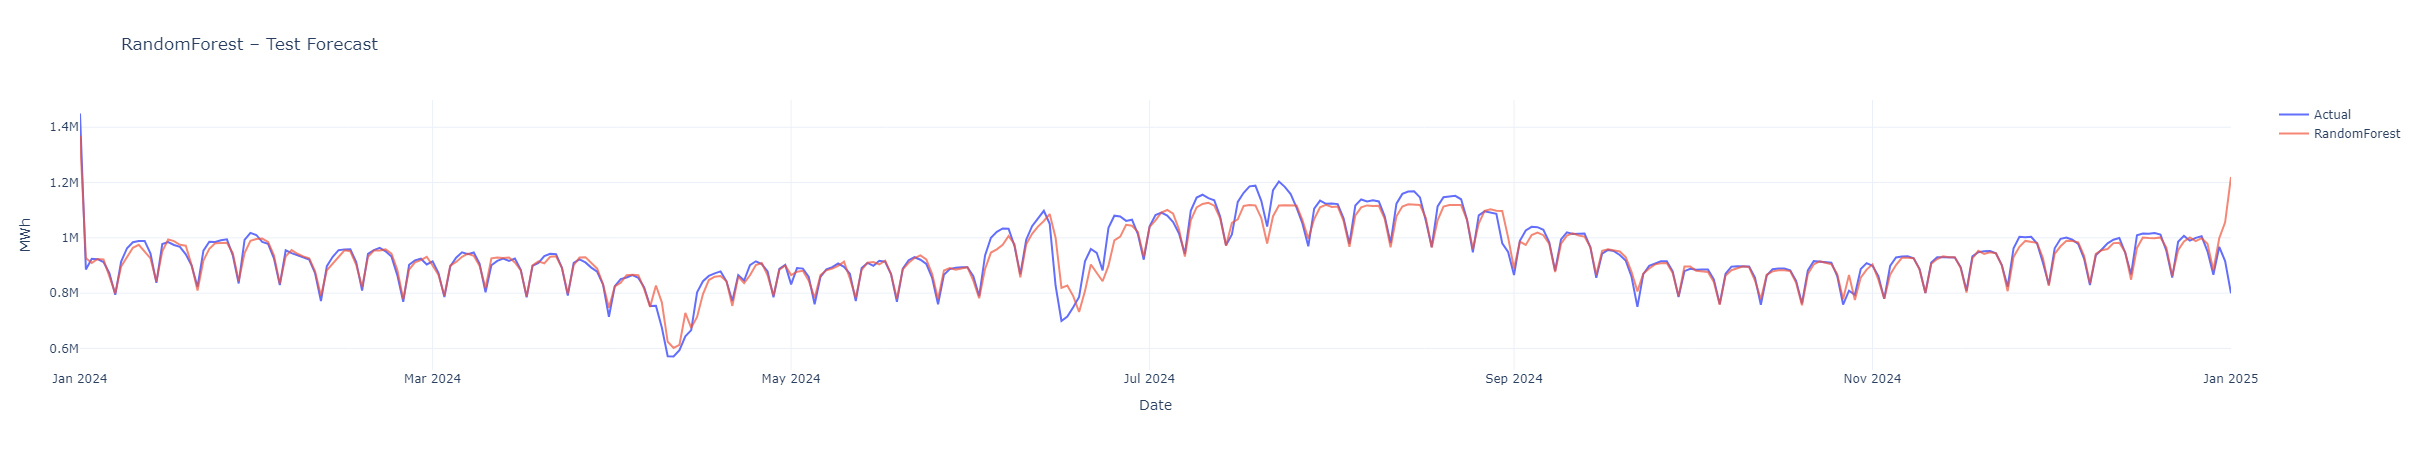 RandomForest – Test Forecast
Actual
RandomForest
1.4M
1.2M
1M
0.8M
0.6M
MWh
Jan 2024
Mar 2024
May 2024
Jul 2024
Sep 2024
Nov 2024
Jan 2025
Date